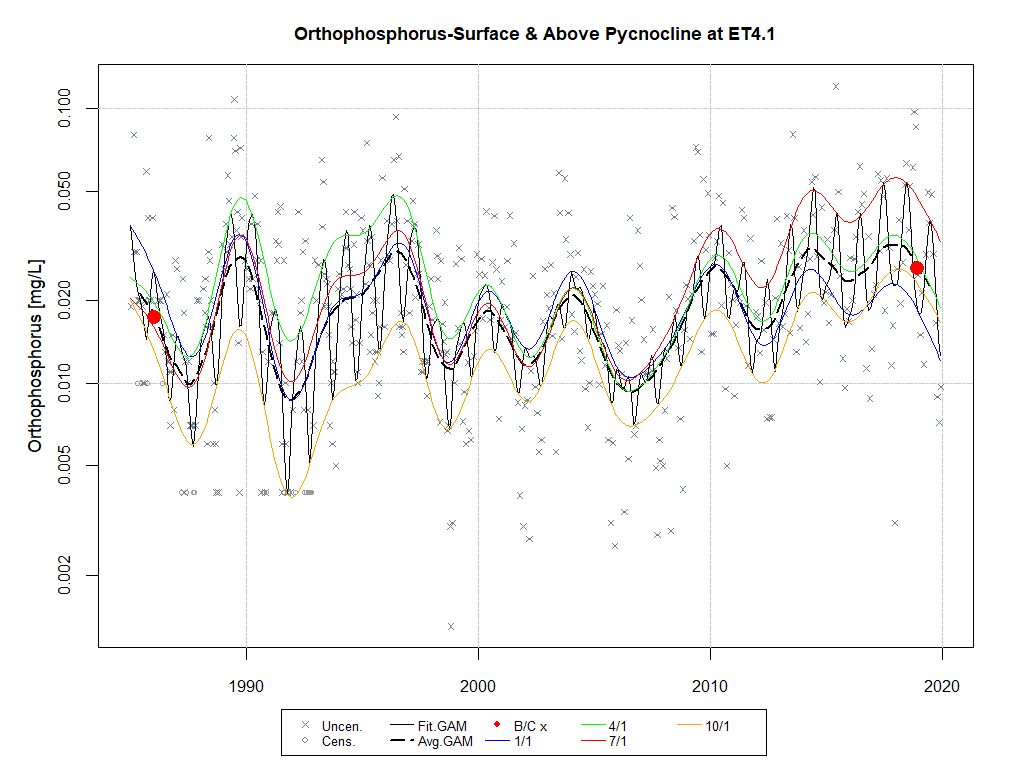 Orthophosphorus-Surface & Above Pycnocline at ET4.1
Orthophosphorus [mg/L]
0.100
0.050
0.020
0.010
0.005
0.002
1990 2000 2010 2020
Uncen. Fit.GAM B/C x 4/1 10/1
Cens. Avg.GAM 1/1 7/1